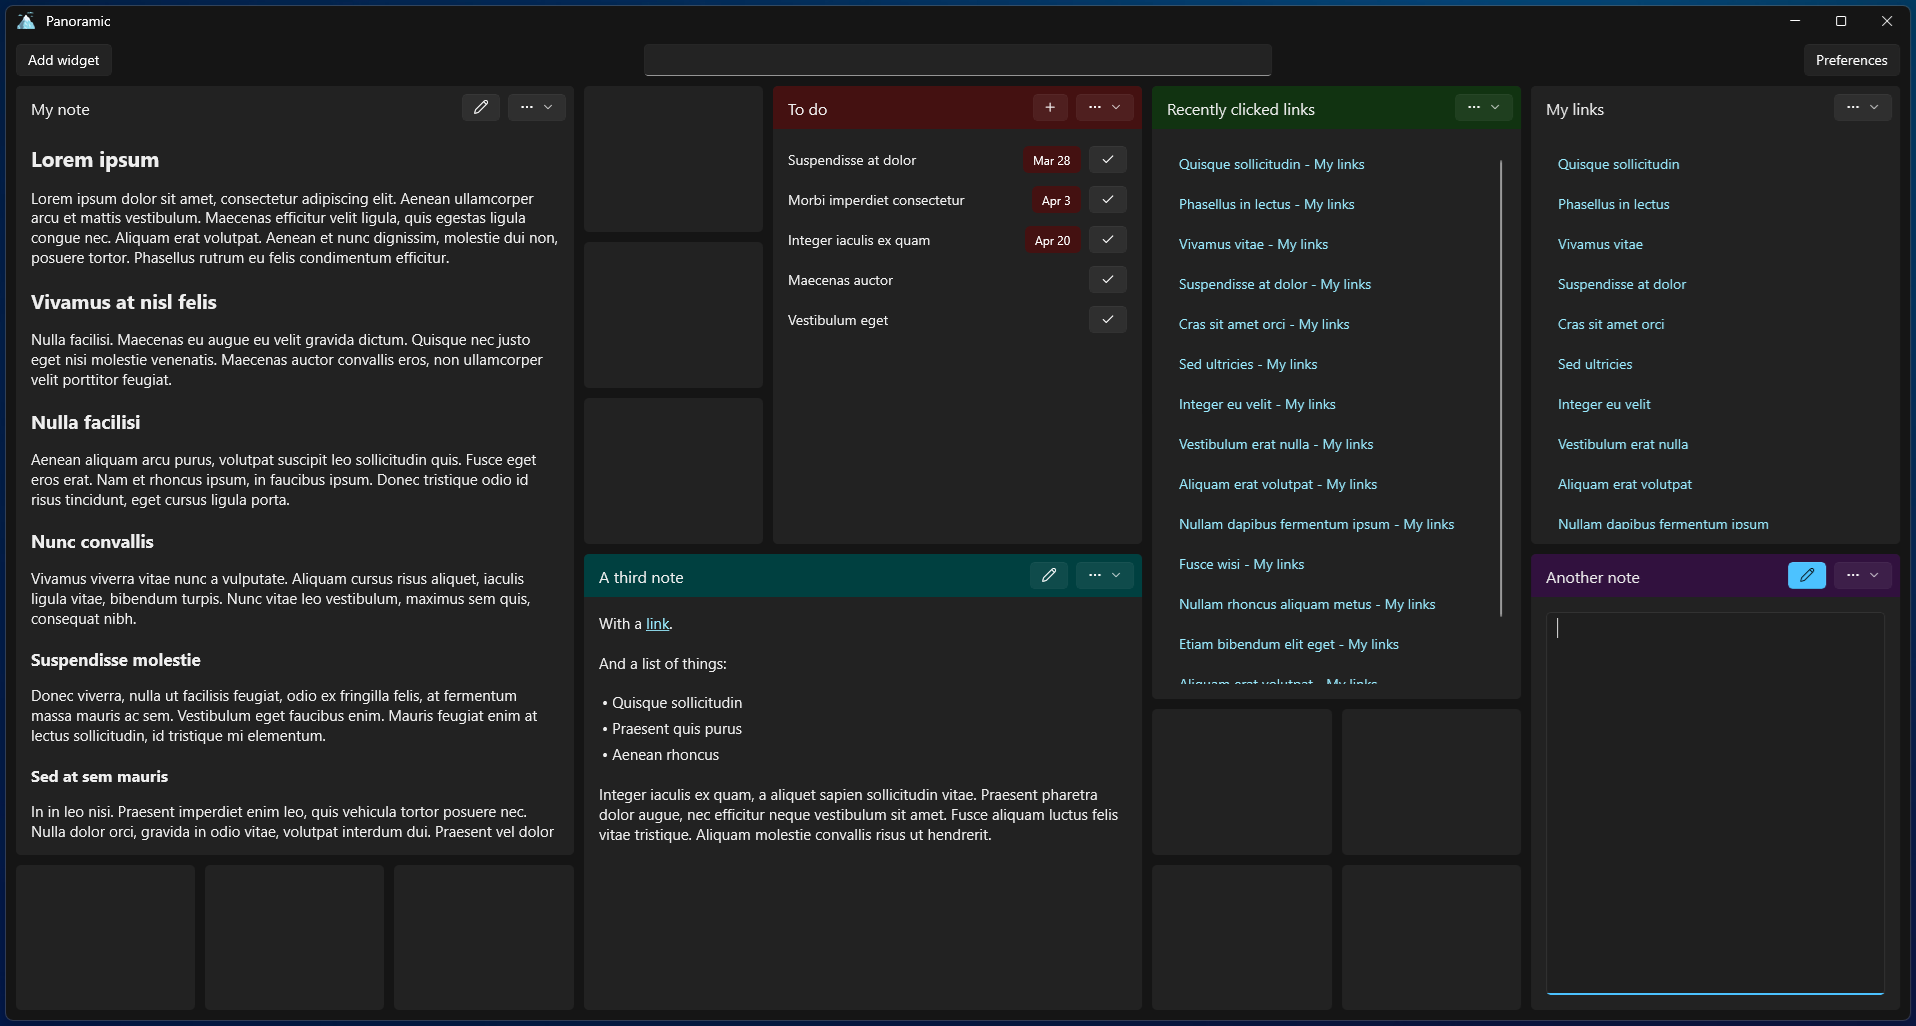 Panoramic
Add widget
Preferences
My note
Lorem ipsum
Lorem ipsum dolor sit amet, consectetur adipiscing elit. Aenean ullamcorper
arcu et mattis vestibulum. Maecenas efficitur velit ligula, quis egestas ligula
congue nec. Aliquam erat volutpat. Aenean et nunc dignissim, molestie dui non,
posuere tortor. Phasellus rutrum eu felis condimentum efficitur.
Vivamus at nisl felis
Nulla facilisi. Maecenas eu augue eu velit gravida dictum. Quisque nec justo
eget nisi molestie venenatis. Maecenas auctor convallis eros, non ullamcorper
velit porttitor feugiat.
Nulla facilisi
Aenean aliquam arcu purus, volutpat suscipit leo sollicitudin quis. Fusce eget
eros erat. Nam et rhoncus ipsum, in faucibus ipsum. Donec tristique odio id
risus tincidunt, eget cursus ligula porta.
Nunc convallis
Vivamus viverra vitae nunc a vulputate. Aliquam cursus risus aliquet, iaculis
ligula vitae, bibendum turpis. Nunc vitae leo vestibulum, maximus sem quis,
consequat nibh.
Suspendisse molestie
Donec viverra, nulla ut facilisis feugiat, odio ex fringilla felis, at fermentum
massa mauris ac sem. Vestibulum eget faucibus enim. Mauris feugiat enim at
lectus sollicitudin, id tristique mi elementum.
Sed at sem mauris
In in leo nisi. Praesent imperdiet enim leo, quis vehicula tortor posuere nec.
Nulla dolor orci, gravida in odio vitae, volutpat interdum dui. Praesent vel dolor
To do
Suspendisse at dolor Mar 28
Morbi imperdiet consectetur Apr 3
Integer iaculis ex quam Apr 20
Maecenas auctor
Vestibulum eget
A third note
With a link.
And a list of things:
• Quisque sollicitudin
• Praesent quis purus
• Aenean rhoncus
Integer iaculis ex quam, a aliquet sapien sollicitudin vitae. Praesent pharetra
dolor augue, nec efficitur neque vestibulum sit amet. Fusce aliquam luctus felis
vitae tristique. Aliquam molestie convallis risus ut hendrerit.
Recently clicked links
Quisque sollicitudin - My links
Phasellus in lectus - My links
Vivamus vitae - My links
Suspendisse at dolor - My links
Cras sit amet orci - My links
Sed ultricies - My links
Integer eu velit - My links
Vestibulum erat nulla - My links
Aliquam erat volutpat - My links
Nullam dapibus fermentum ipsum - My links
Fusce wisi - My links
Nullam rhoncus aliquam metus - My links
Etiam bibendum elit eget - My links
Aliquam erat volutpat - My links
My links
Quisque sollicitudin
Phasellus in lectus
Vivamus vitae
Suspendisse at dolor
Cras sit amet orci
Sed ultricies
Integer eu velit
Vestibulum erat nulla
Aliquam erat volutpat
Nullam dapibus fermentum ipsum
Another note